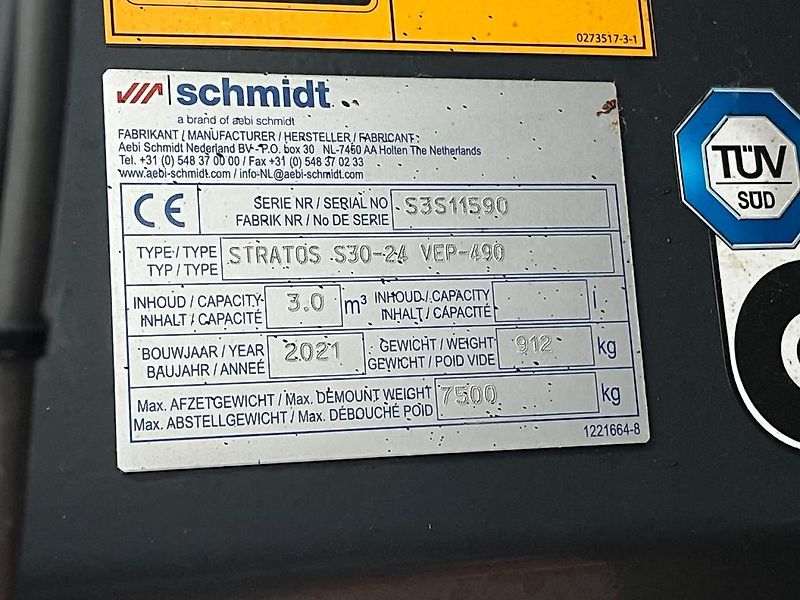 0273517-3-1
schmidt
a brand of aebi schmidt
FABRIKANT / MANUFACTURER / HERSTELLER / FABRICANT:
Aebi Schmidt Nederland BV - P.O. box 30 NL-7460 AA Holten The Netherlands
Tel. +31 (0) 548 37 00 00 / Fax +31 (0) 548 37 02 33
www.aebi-schmidt.com / info-NL@aebi-schmidt.com
CE
SERIE NR / SERIAL NO
FABRIK NR / No DE SERIE
S3S11590
TYPE / TYPE
TYP / TYPE
STRATOS S30-24 VEP-490
INHOUD / CAPACITY
INHALT / CAPACITÉ
3.0 m³
INHOUD / CAPACITY
INHALT / CAPACITÉ
l
BOUWJAAR / YEAR
BAUJAHR / ANNEÉ
2021
GEWICHT / WEIGHT
GEWICHT / POID VIDE
912 kg
Max. AFZETGEWICHT / Max. DEMOUNT WEIGHT
Max. ABSTELLGEWICHT / Max. DÉBOUCHÉ POID
7500 kg
1221664-8
TÜV
SÜD